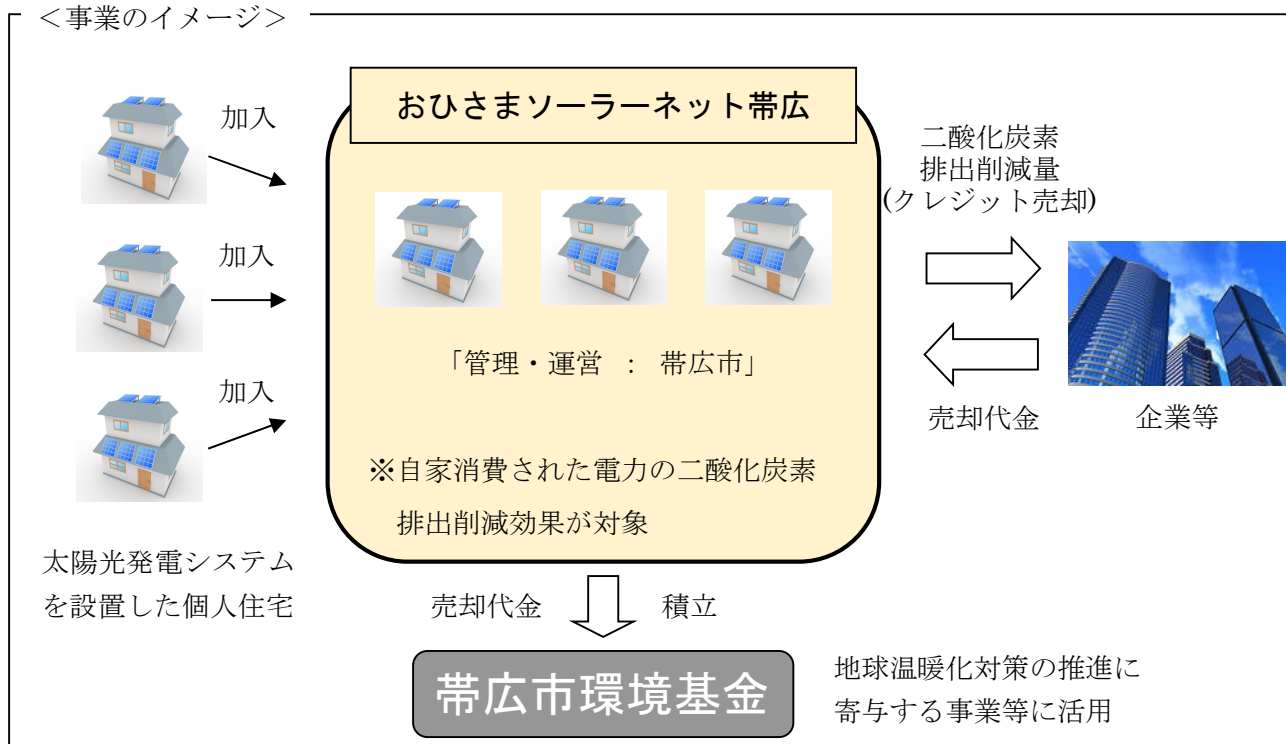 ＜事業のイメージ＞
おひさまソーラーネット帯広
加入
加入
加入
太陽光発電システム
を設置した個人住宅
「管理・運営 ： 帯広市」
※自家消費された電力の二酸化炭素
排出削減効果が対象
二酸化炭素
排出削減量
(クレジット売却)
売却代金
企業等
売却代金
積立
帯広市環境基金
地球温暖化対策の推進に
寄与する事業等に活用